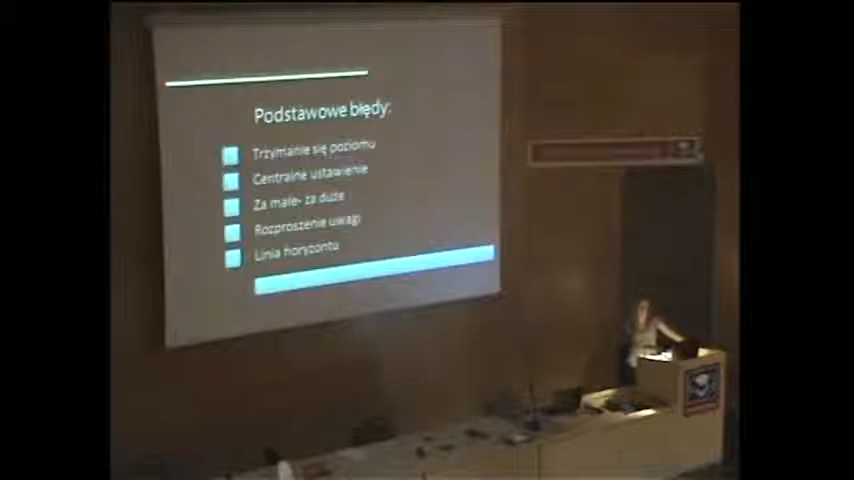 Podstawowe błędy:
Trzymanie się poziomu
Centralne ustawienie
Za małe- za duże
Rozproszenie uwagi
Linia horyzontu